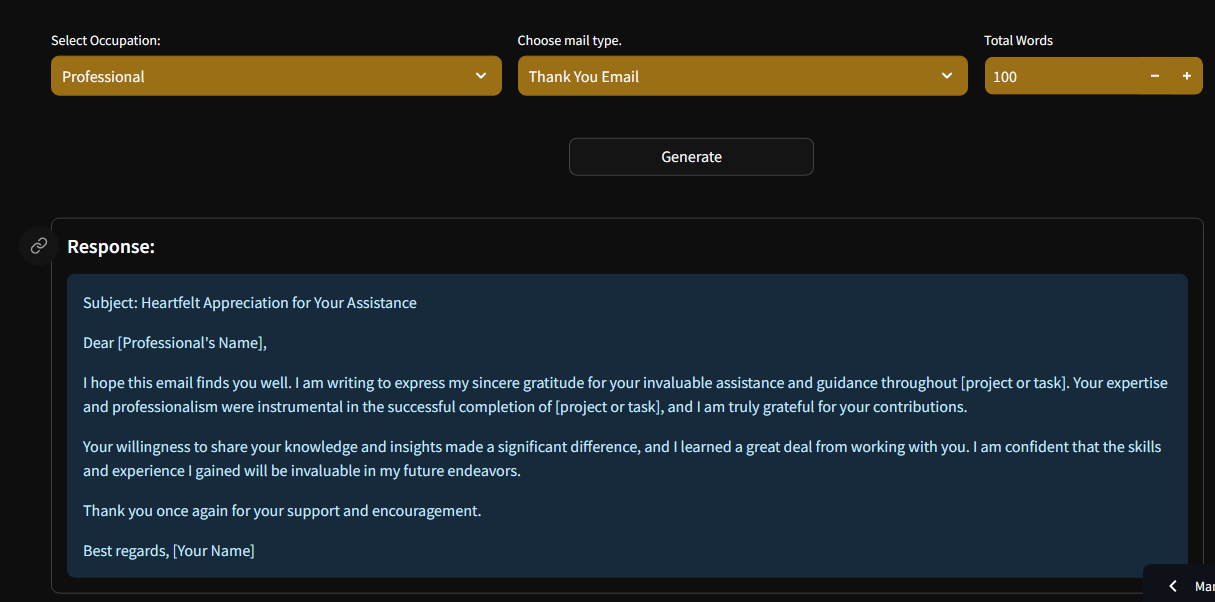 Select Occupation:
Choose mail type.
Total Words
Professional
Thank You Email
100
Generate
Response:
Subject: Heartfelt Appreciation for Your Assistance
Dear [Professional's Name],
I hope this email finds you well. I am writing to express my sincere gratitude for your invaluable assistance and guidance throughout [project or task]. Your expertise
and professionalism were instrumental in the successful completion of [project or task], and I am truly grateful for your contributions.
Your willingness to share your knowledge and insights made a significant difference, and I learned a great deal from working with you. I am confident that the skills
and experience I gained will be invaluable in my future endeavors.
Thank you once again for your support and encouragement.
Best regards, [Your Name]